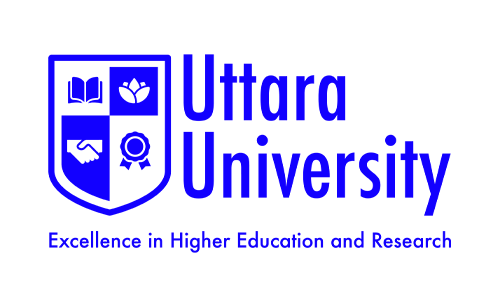 Uttara
University
Excellence in Higher Education and Research